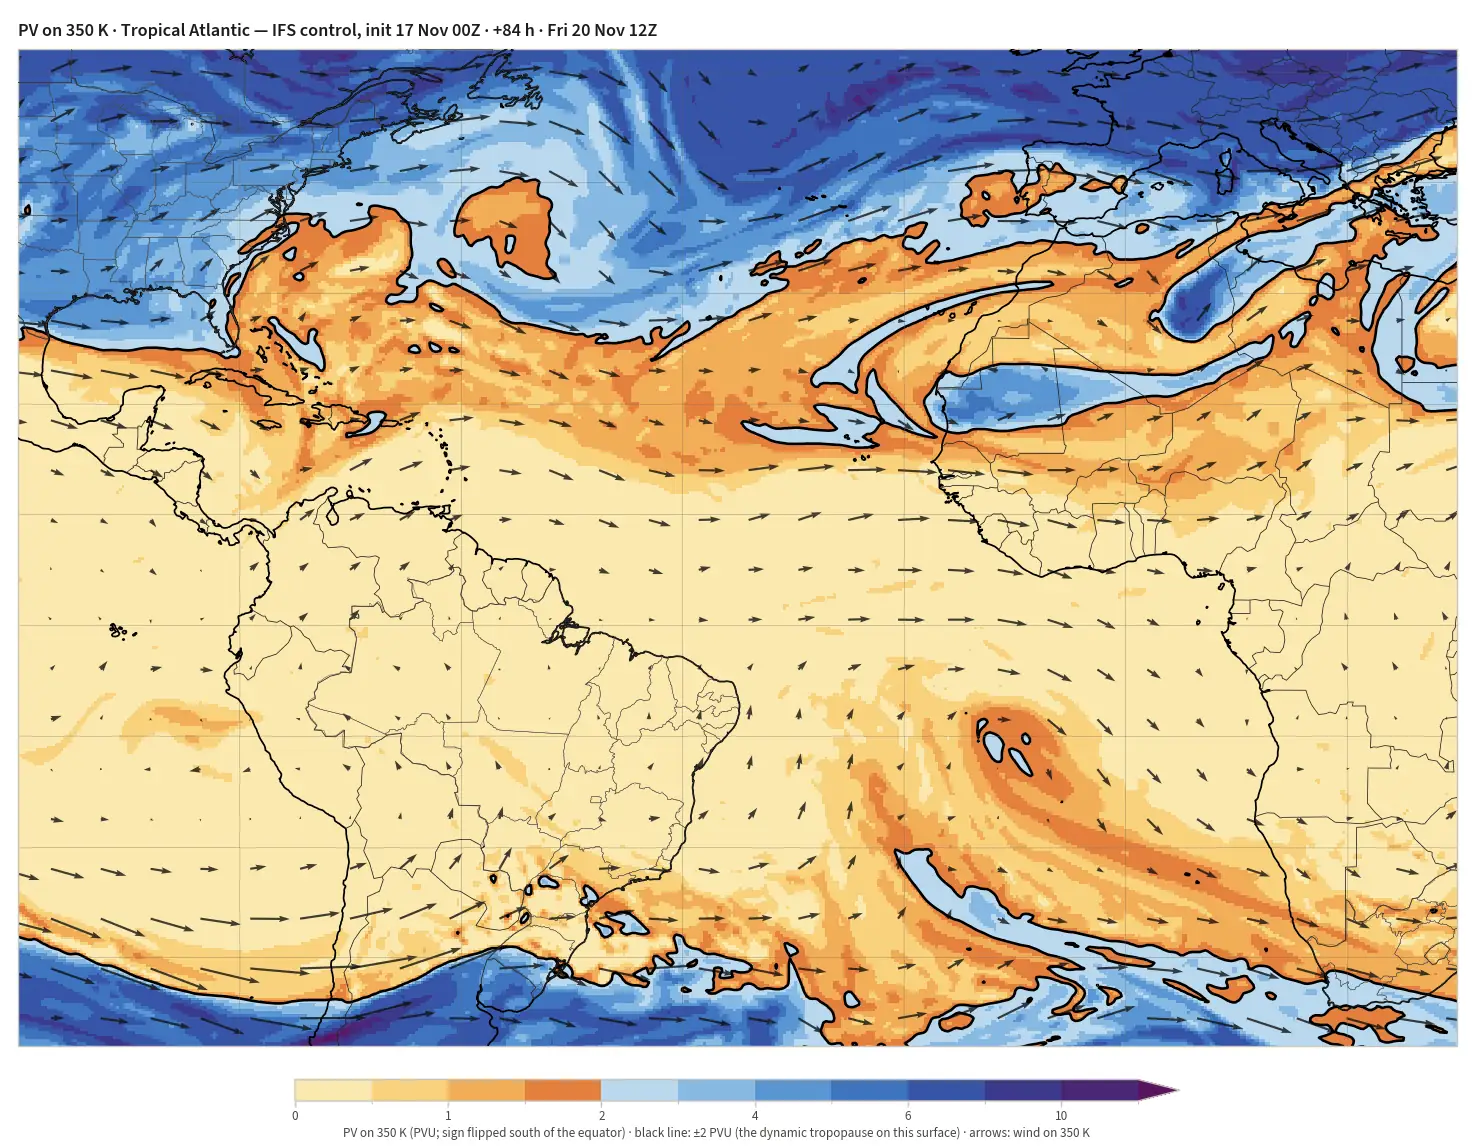 PV on 350 K · Tropical Atlantic — IFS control, init 17 Nov 00Z · +84 h · Fri 20 Nov 12Z
0 1 2 4 6 10
PV on 350 K (PVU; sign flipped south of the equator) · black line: ±2 PVU (the dynamic tropopause on this surface) · arrows: wind on 350 K